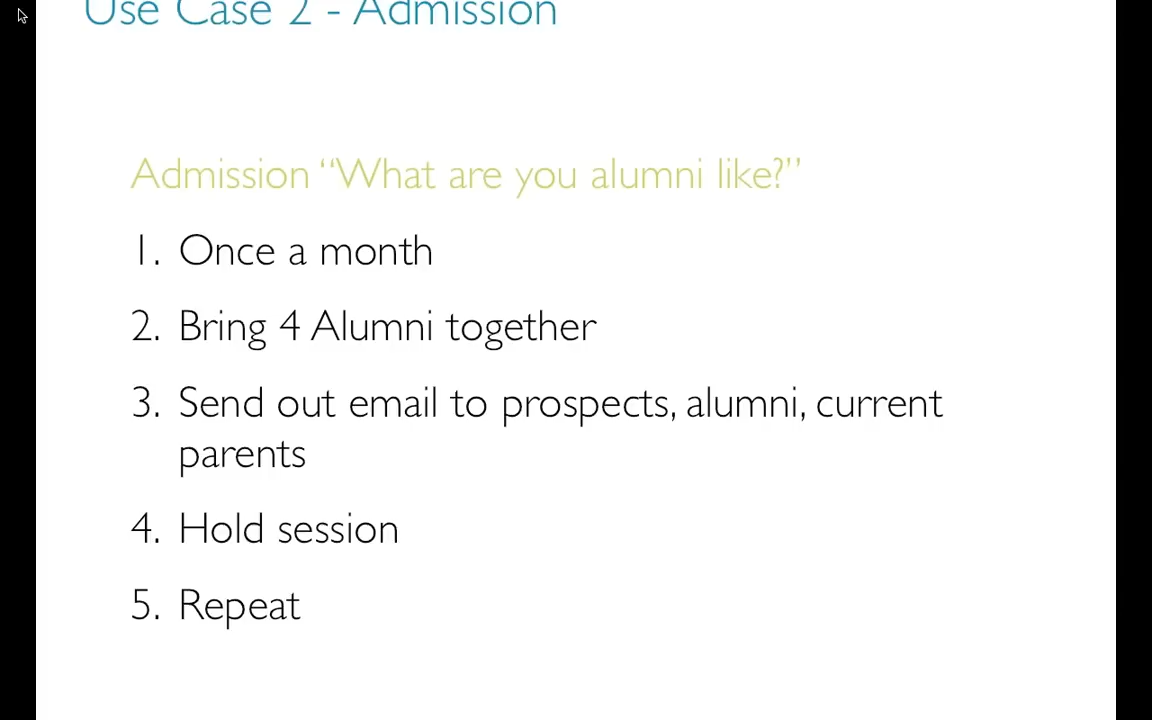 Use Case 2 - Admission
Admission “What are you alumni like?”
1. Once a month
2. Bring 4 Alumni together
3. Send out email to prospects, alumni, current
parents
4. Hold session
5. Repeat